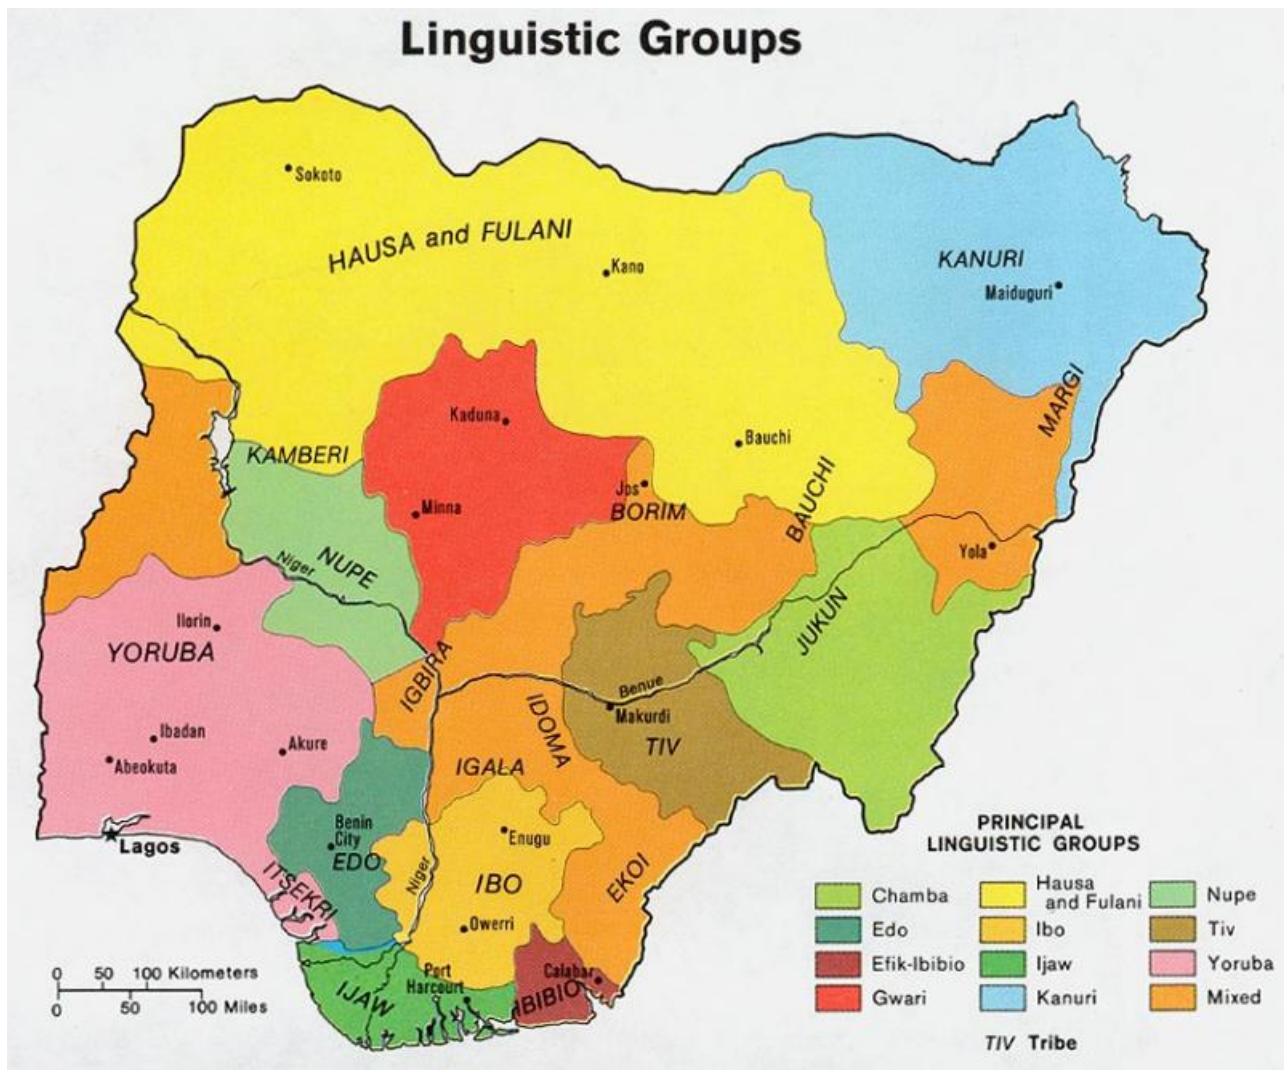 Linguistic Groups
Sokoto
HAUSA and FULANI
Kano
KANURI
Maiduguri
MARGI
Kaduna
Bauchi
KAMBERI
Jos
BORIM
BAUCHI
Minna
Niger
NUPE
Yola
Ilorin
YORUBA
JUKUN
IGBIRA
Benue
Makurdi
TIV
IDOMA
Ibadan
Akure
Abeokuta
IGALA
Lagos
Benin
City
EDO
Enugu
Niger
IBO
EKOI
ITSEKRI
Owerri
Port
Harcourt
Calabar
IJAW
IBIBIO
0 50 100 Kilometers
0 50 100 Miles
PRINCIPAL
LINGUISTIC GROUPS
Chamba
Edo
Efik-Ibibio
Gwari
Hausa
and Fulani
Ibo
Ijaw
Kanuri
Nupe
Tiv
Yoruba
Mixed
TIV Tribe